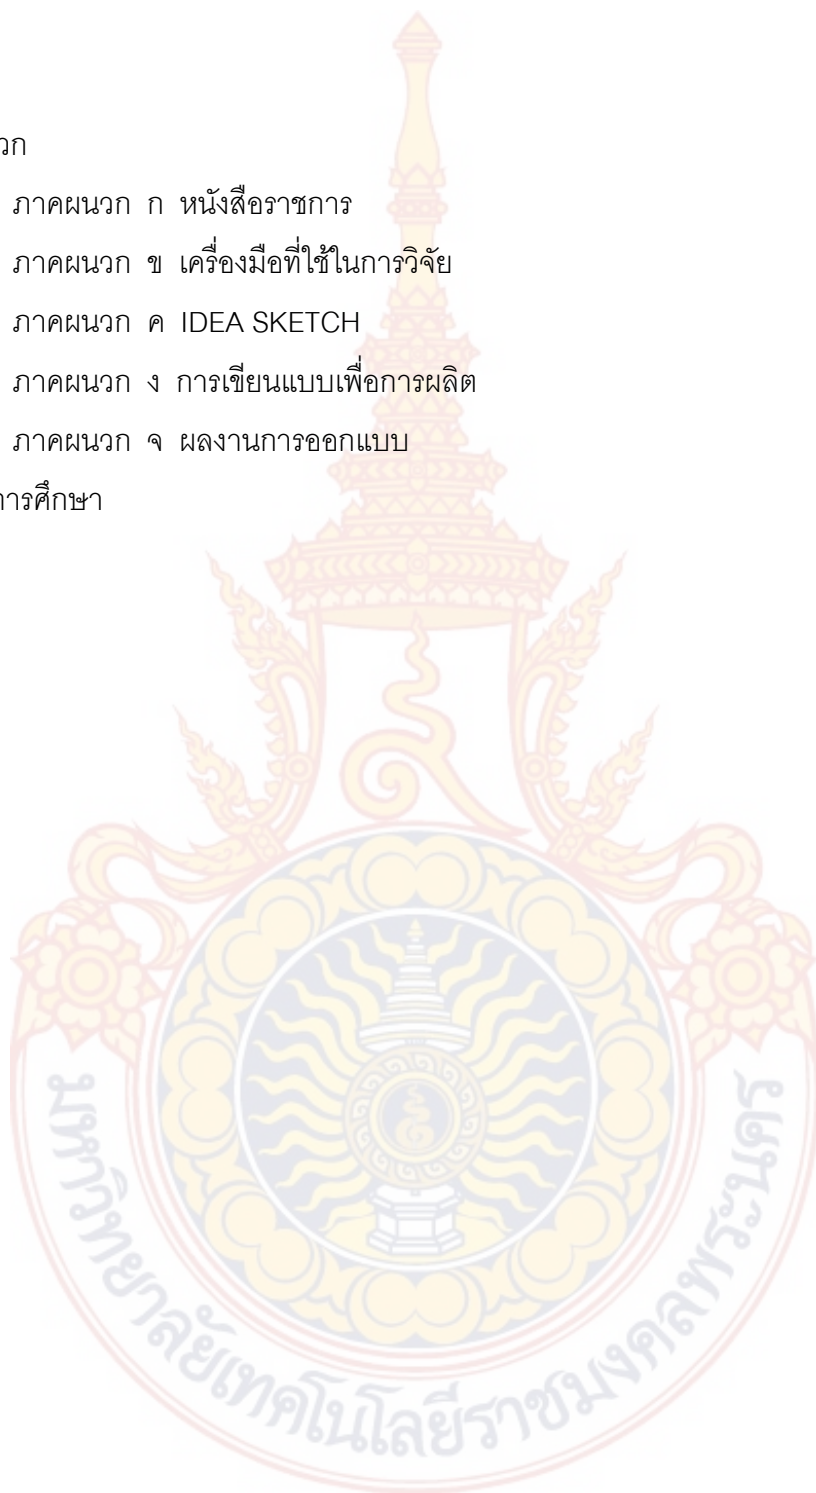 วก
ภาคผนวก ก หนังสือราชการ
ภาคผนวก ข เครื่องมือที่ใช้ในการวิจัย
ภาคผนวก ค IDEA SKETCH
ภาคผนวก ง การเขียนแบบเพื่อการผลิต
ภาคผนวก จ ผลงานการออกแบบ
ารศึกษา
มหาวิทยาลัยเทคโนโลยีราชมงคลพระนคร